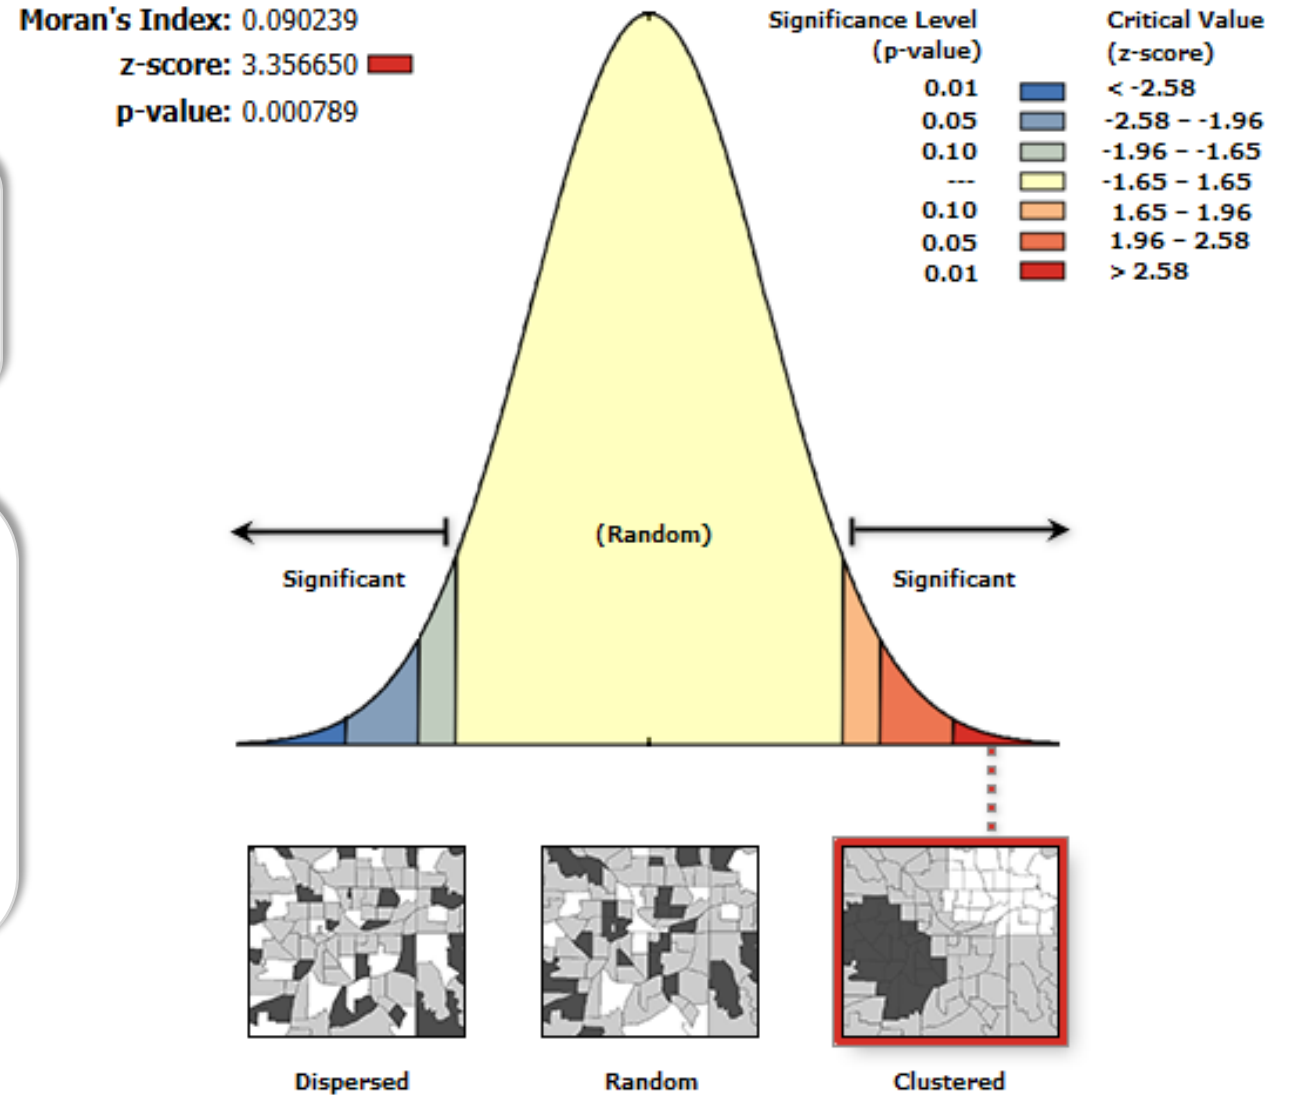 Moran's Index: 0.090239
z-score: 3.356650
p-value: 0.000789
Significance Level Critical Value
(p-value) (z-score)
0.01 < -2.58
0.05 -2.58 – -1.96
0.10 -1.96 – -1.65
--- -1.65 – 1.65
0.10 1.65 – 1.96
0.05 1.96 – 2.58
0.01 > 2.58
(Random)
Significant Significant
Dispersed Random Clustered